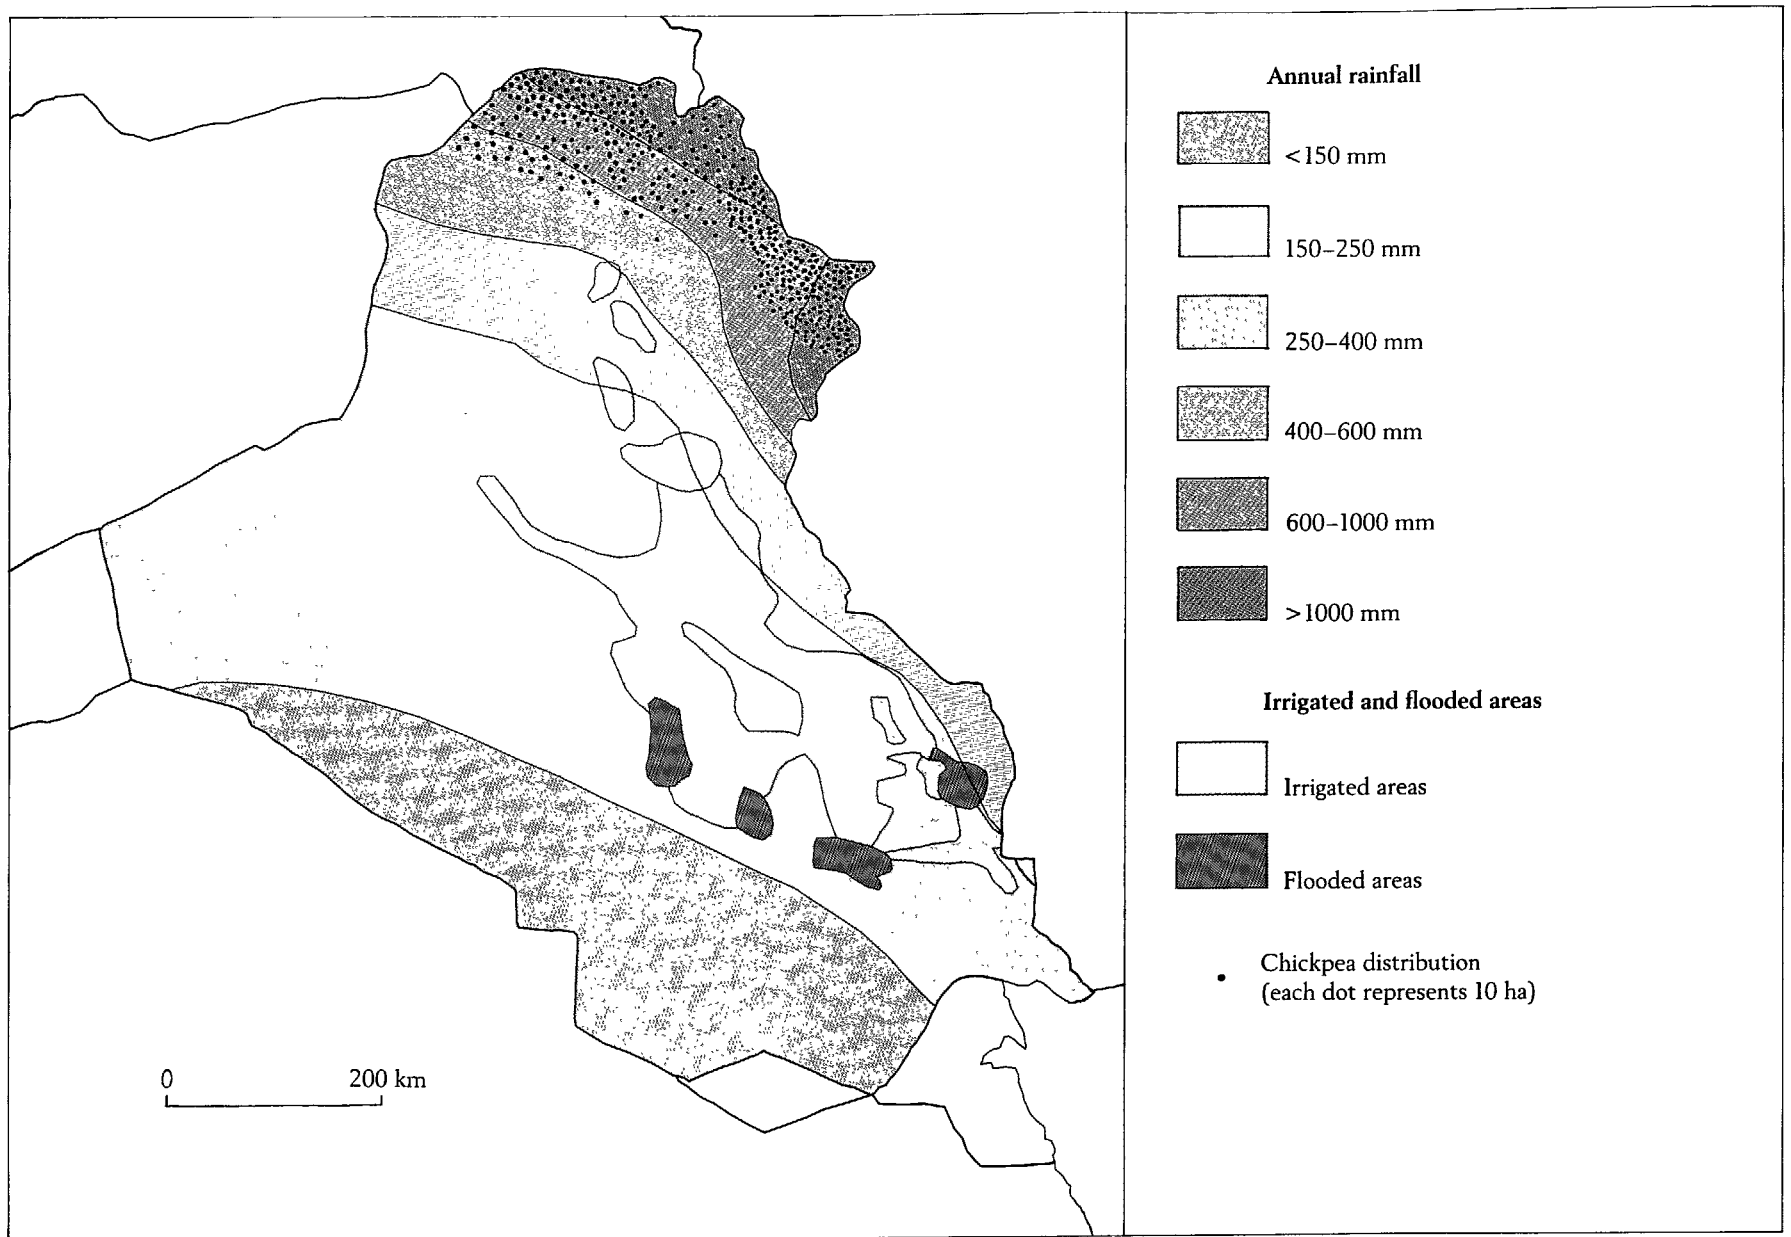 Annual rainfall
<150 mm
150–250 mm
250–400 mm
400–600 mm
600–1000 mm
>1000 mm
Irrigated and flooded areas
Irrigated areas
Flooded areas
Chickpea distribution
(each dot represents 10 ha)
0 200 km